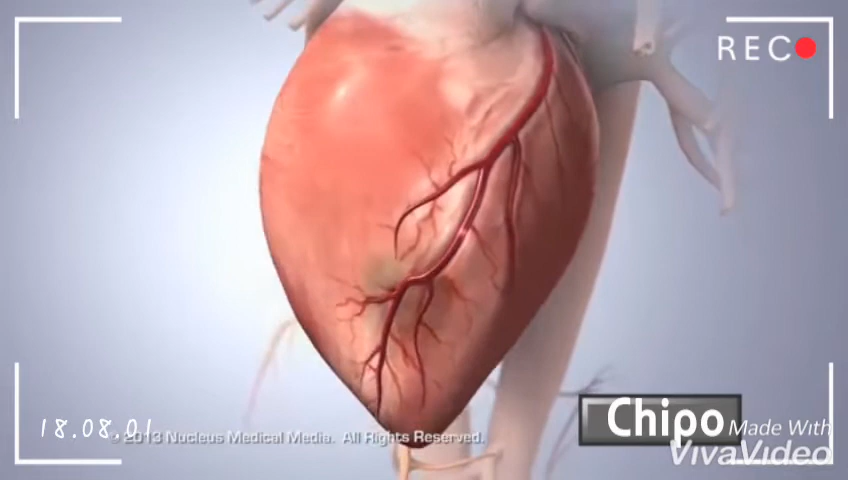 REC
18.08.01
© 2013 Nucleus Medical Media. All Rights Reserved.
Chipo
Made With
VivaVideo